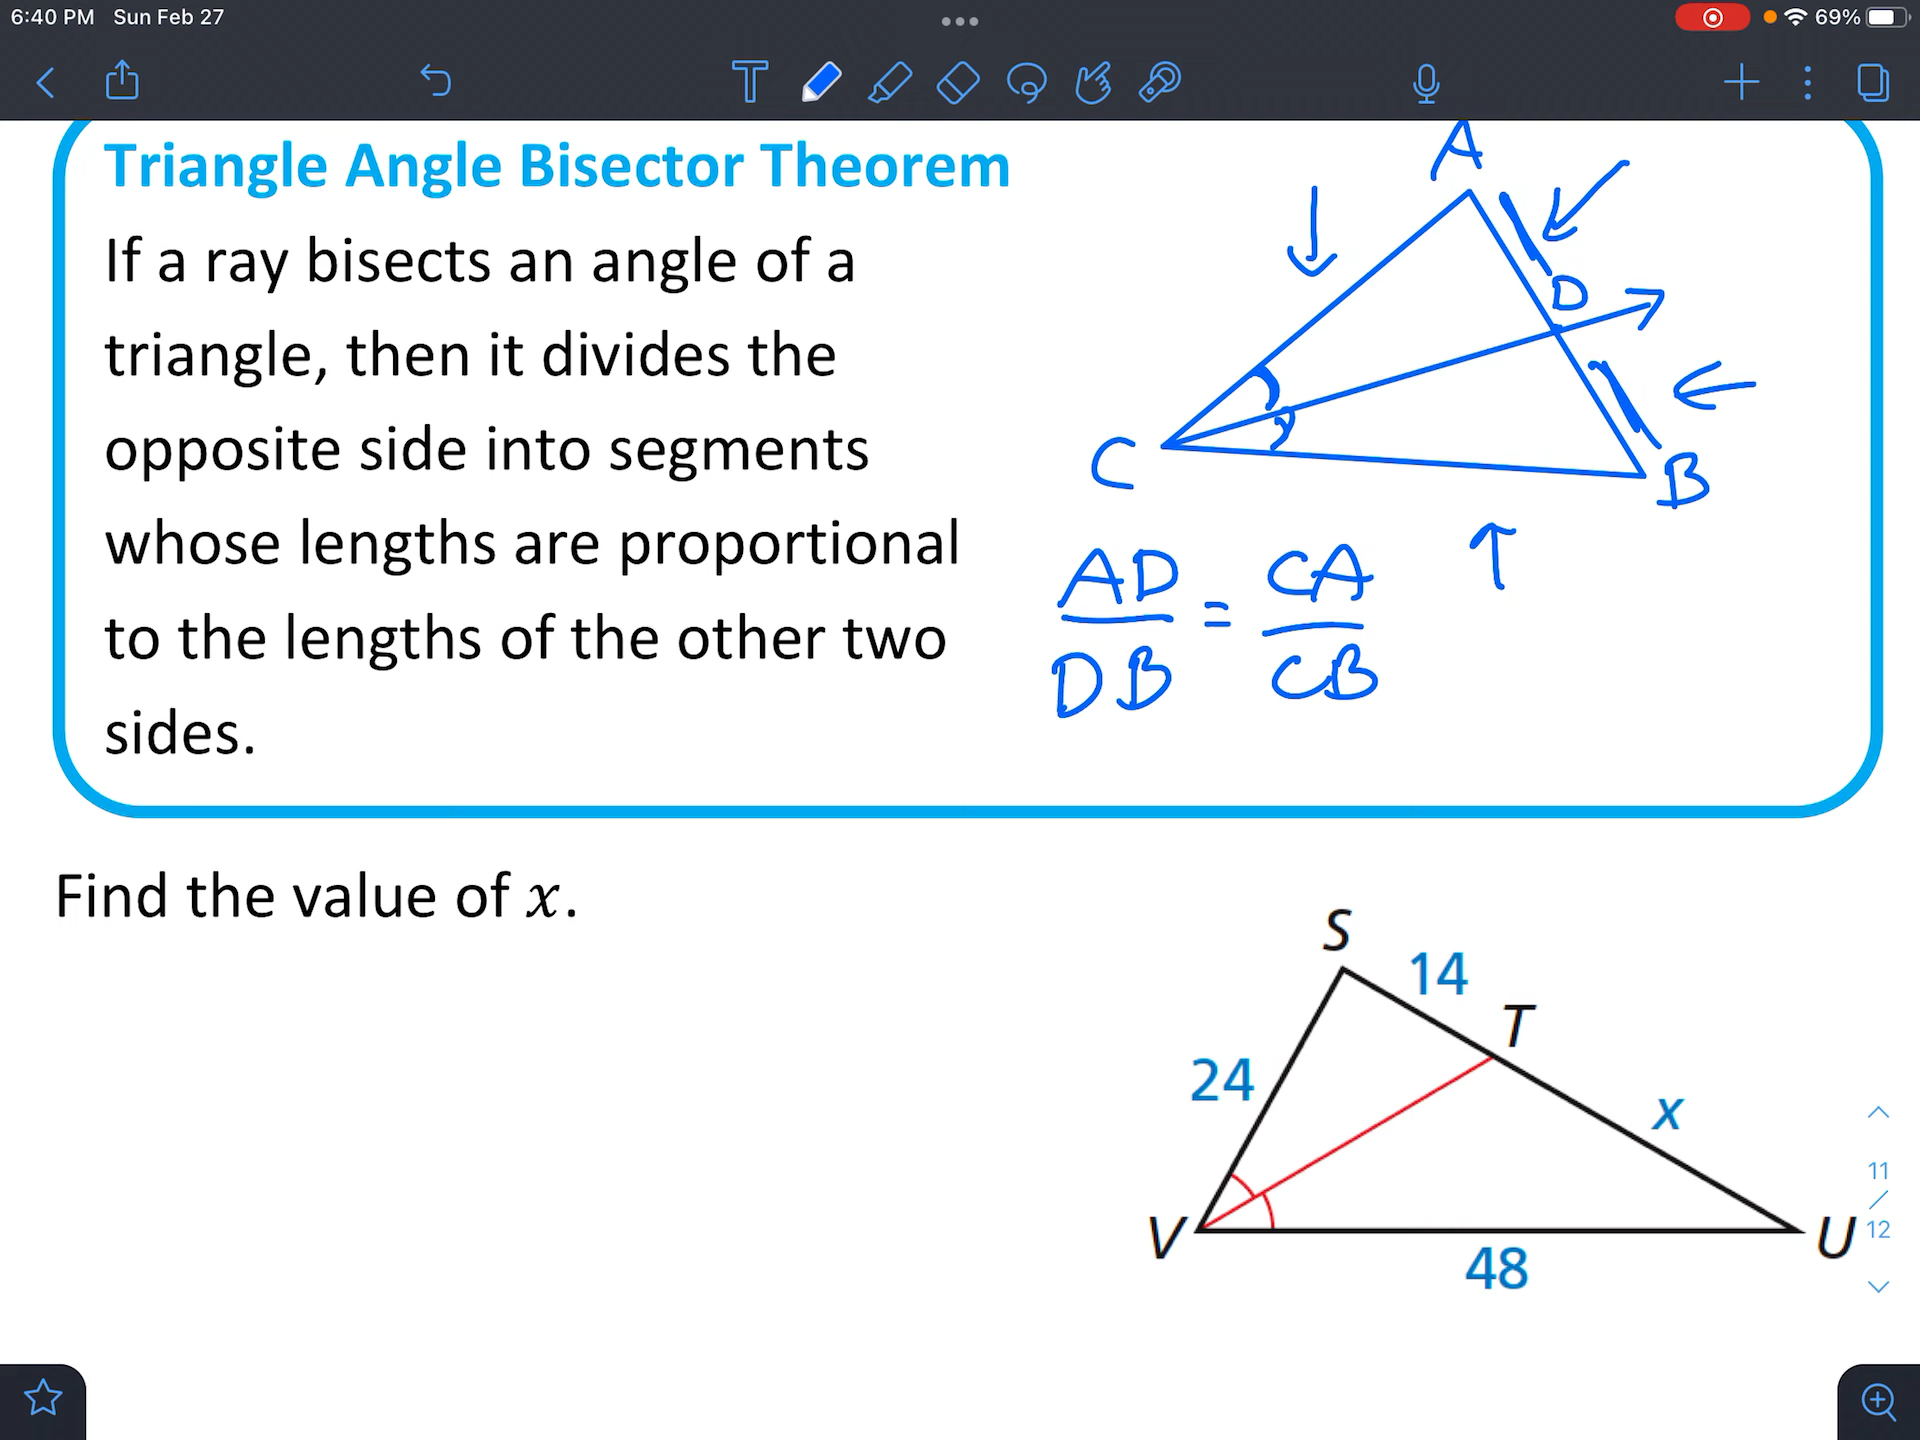 6:40 PM Sun Feb 27
69%
Triangle Angle Bisector Theorem
If a ray bisects an angle of a
triangle, then it divides the
opposite side into segments
whose lengths are proportional
to the lengths of the other two
sides.
A
D
C
B
AD = CA
DB CB
Find the value of x.
S
14
T
24
x
V
U
48
11
/
12